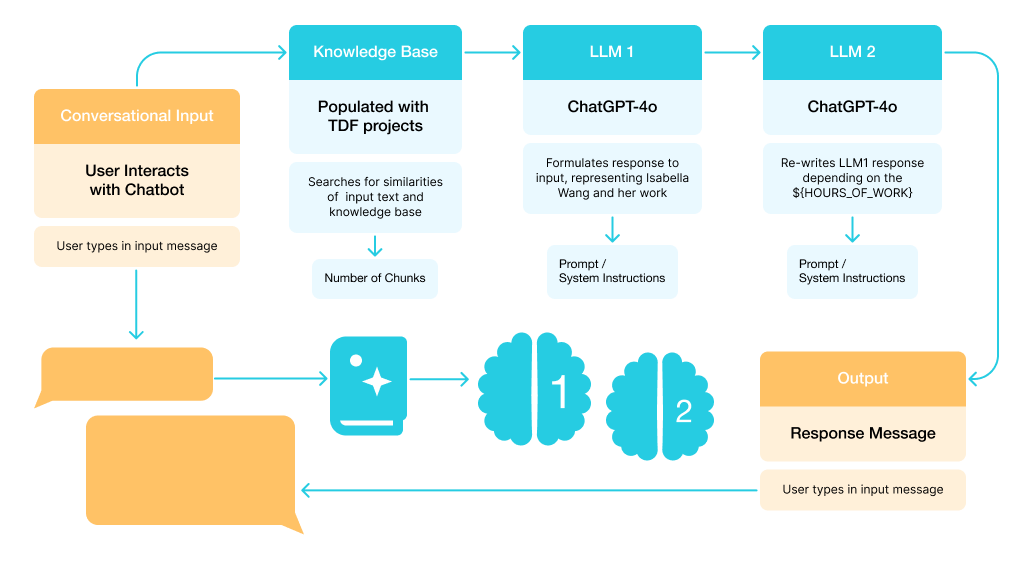 Conversational Input
User Interacts
with Chatbot
User types in input message
Knowledge Base
Populated with
TDF projects
Searches for similarities
of input text and
knowledge base
Number of Chunks
LLM 1
ChatGPT-4o
Formulates response to
input, representing Isabella
Wang and her work
Prompt /
System Instructions
LLM 2
ChatGPT-4o
Re-writes LLM1 response
depending on the
${HOURS_OF_WORK}
Prompt /
System Instructions
1
2
Output
Response Message
User types in input message